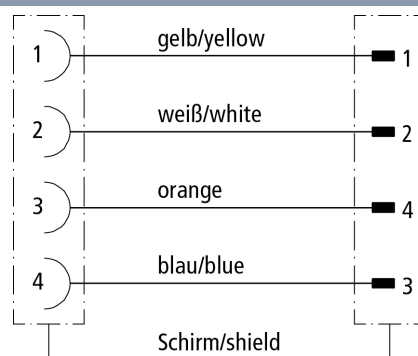 1 gelb/yellow 1
2 weiß/white 2
3 orange 4
4 blau/blue 3
Schirm/shield